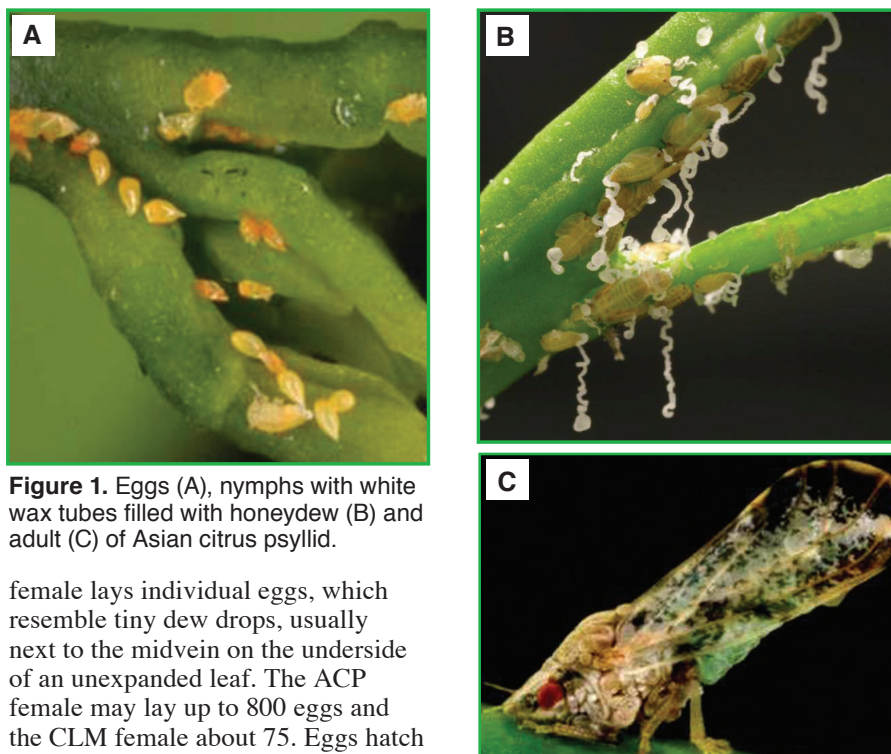 A
B
Figure 1. Eggs (A), nymphs with white
wax tubes filled with honeydew (B) and
adult (C) of Asian citrus psyllid.
C
female lays individual eggs, which
resemble tiny dew drops, usually
next to the midvein on the underside
of an unexpanded leaf. The ACP
female may lay up to 800 eggs and
the CLM female about 75. Eggs hatch